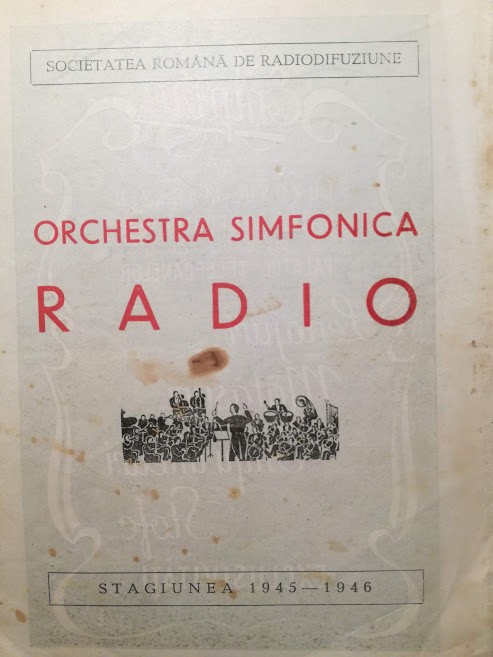 SOCIETATEA ROMÂNĂ DE RADIODIFUZIUNE
ORCHESTRA SIMFONICA
RADIO
STAGIUNEA 1945—1946